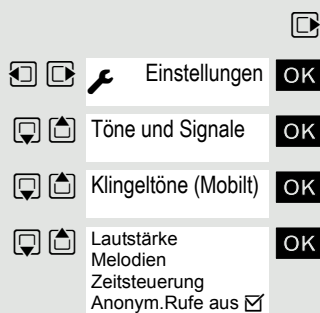 Einstellungen OK
Töne und Signale OK
Klingeltöne (Mobilt) OK
Lautstärke OK
Melodien
Zeitsteuerung
Anonym.Rufe aus ☑